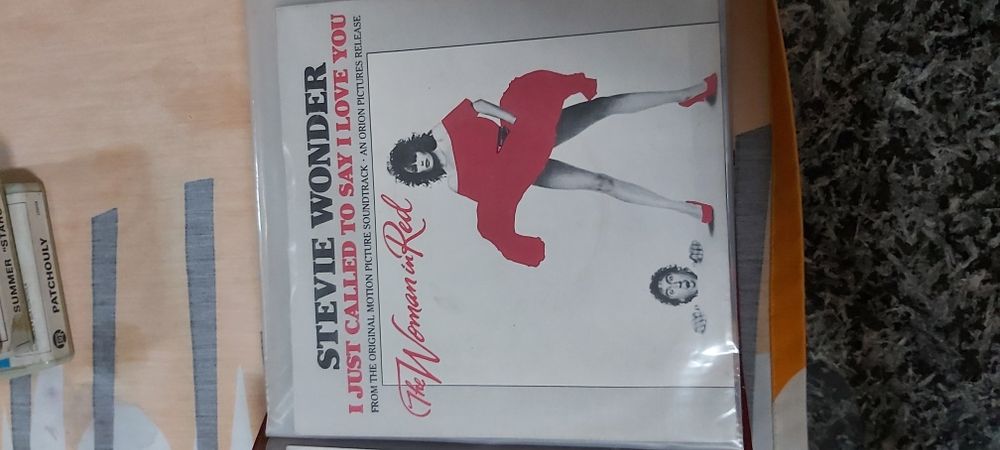 STEVIE WONDER
I JUST CALLED TO SAY I LOVE YOU
FROM THE ORIGINAL MOTION PICTURE SOUNDTRACK · AN ORION PICTURES RELEASE
(The Woman in Red
SUMMER "STARS
PATCHOULY